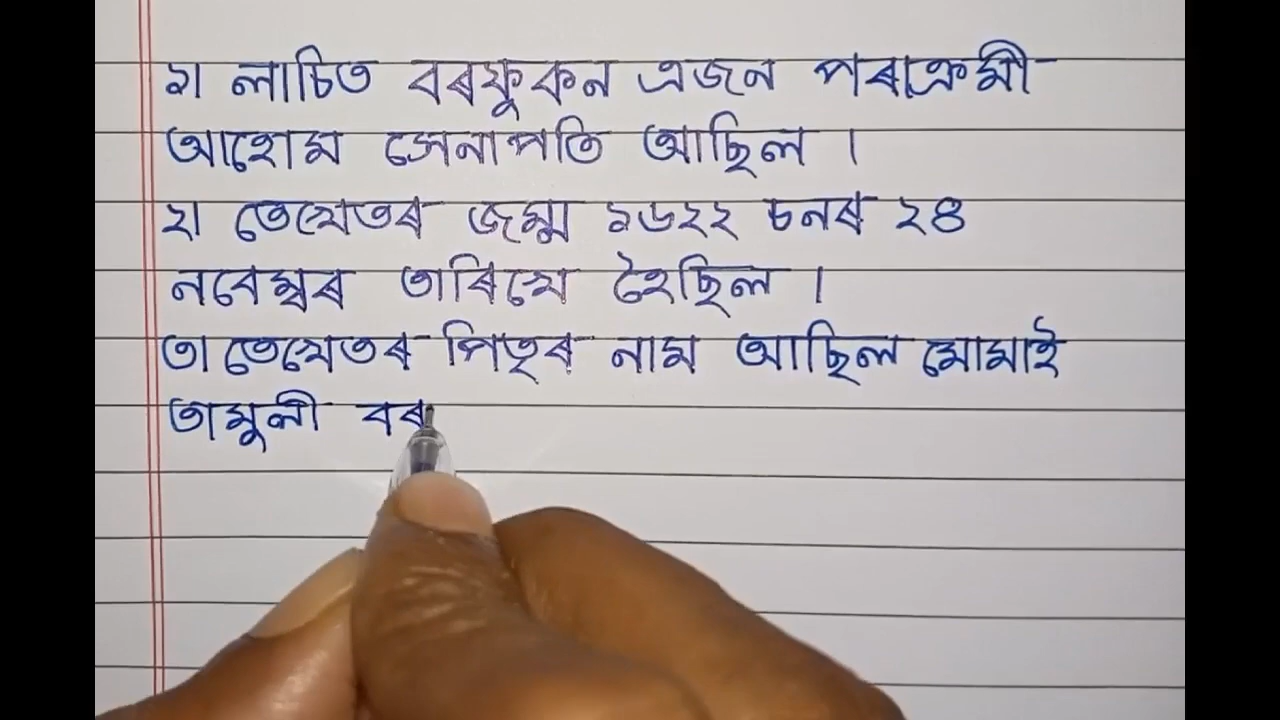 ১। লাচিত বৰফুকন এজন পৰাক্ৰমী
আহোম সেনাপতি আছিল ।
২। তেখেতৰ জন্ম ১৬২২ চনৰ ২৪
নবেম্বৰ তাৰিখে হৈছিল ।
৩। তেখেতৰ পিতৃৰ নাম আছিল মোমাই
তামুলী বৰ